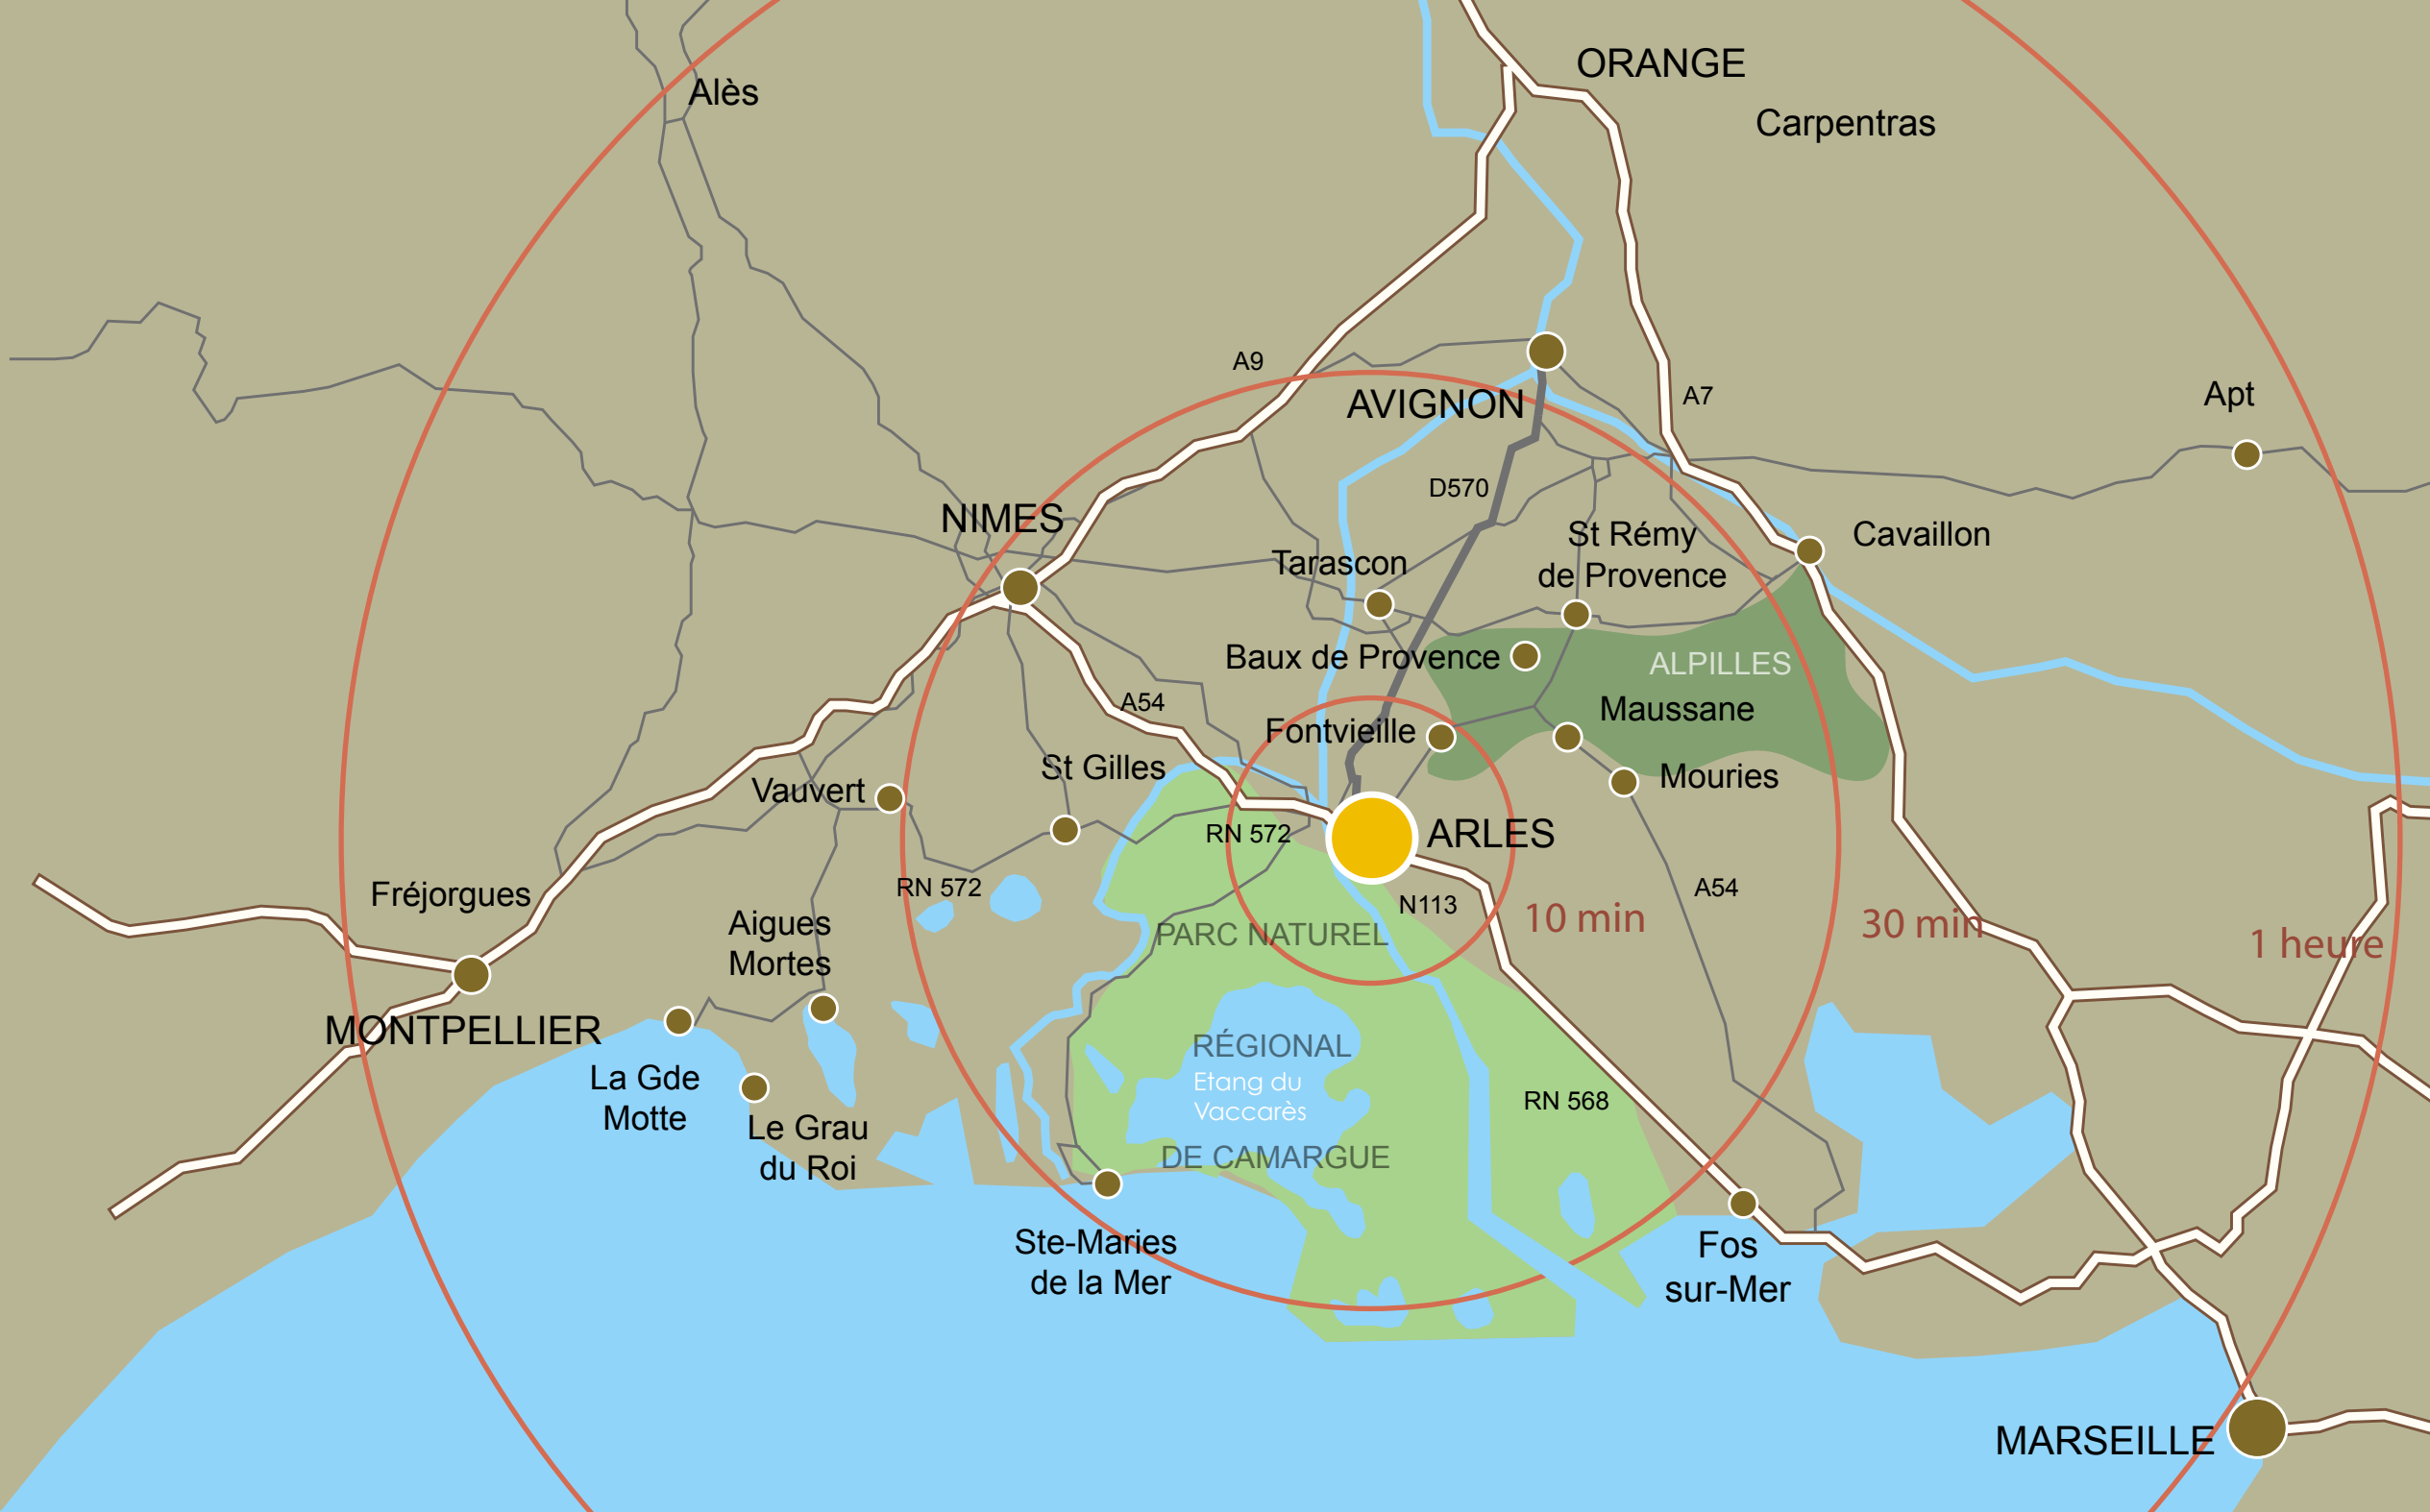 ORANGE
Alès
Carpentras
A9
A7
Apt
AVIGNON
D570
NIMES
St Rémy
de Provence
Cavaillon
Tarascon
Baux de Provence
ALPILLES
A54
Maussane
Fontvieille
St Gilles
Mouries
Vauvert
RN 572
ARLES
Fréjorgues
RN 572
A54
N113
10 min
30 min
1 heure
Aigues
Mortes
PARC NATUREL
MONTPELLIER
RÉGIONAL
La Gde
Motte
Etang du
Vaccarès
RN 568
Le Grau
du Roi
DE CAMARGUE
Ste-Maries
de la Mer
Fos
sur-Mer
MARSEILLE